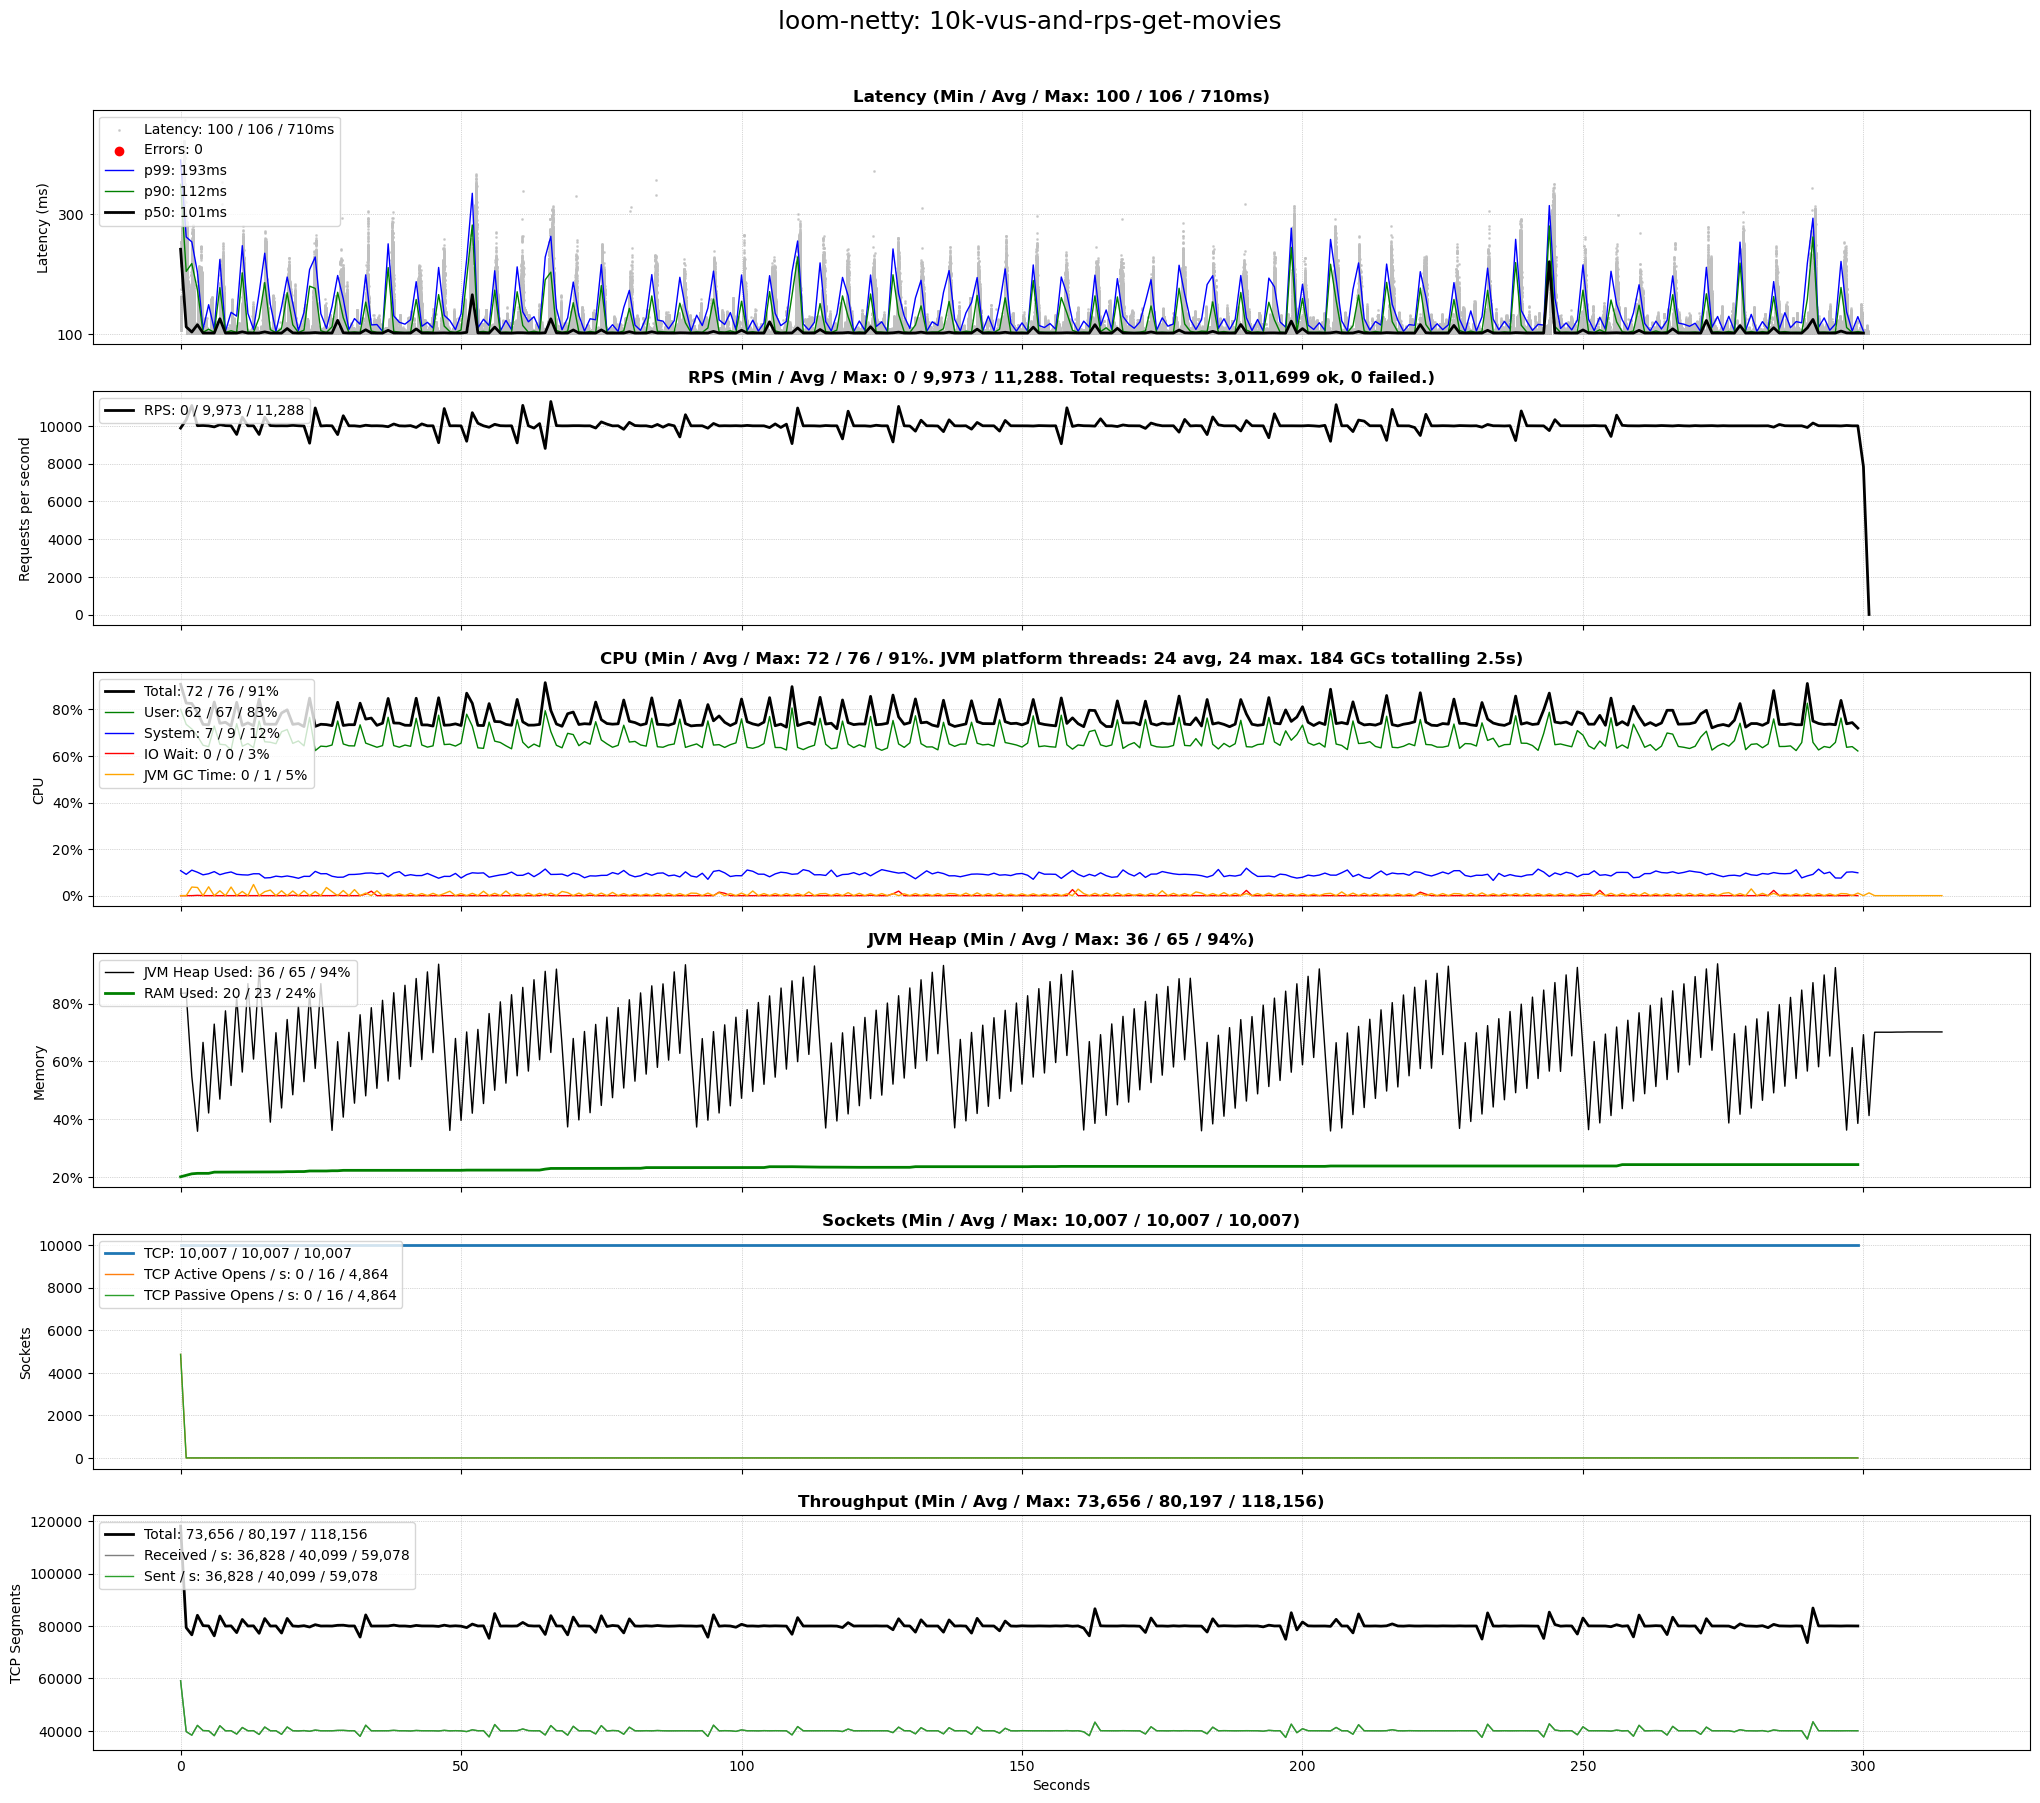 loom-netty: 10k-vus-and-rps-get-movies
Latency (Min / Avg / Max: 100 / 106 / 710ms)
Latency: 100 / 106 / 710ms
Errors: 0
p99: 193ms
p90: 112ms
p50: 101ms
Latency (ms)
300
100
RPS (Min / Avg / Max: 0 / 9,973 / 11,288. Total requests: 3,011,699 ok, 0 failed.)
RPS: 0 / 9,973 / 11,288
Requests per second
10000
8000
6000
4000
2000
0
CPU (Min / Avg / Max: 72 / 76 / 91%. JVM platform threads: 24 avg, 24 max. 184 GCs totalling 2.5s)
Total: 72 / 76 / 91%
User: 62 / 67 / 83%
System: 7 / 9 / 12%
IO Wait: 0 / 0 / 3%
JVM GC Time: 0 / 1 / 5%
CPU
80%
60%
40%
20%
0%
JVM Heap (Min / Avg / Max: 36 / 65 / 94%)
JVM Heap Used: 36 / 65 / 94%
RAM Used: 20 / 23 / 24%
Memory
80%
60%
40%
20%
Sockets (Min / Avg / Max: 10,007 / 10,007 / 10,007)
TCP: 10,007 / 10,007 / 10,007
TCP Active Opens / s: 0 / 16 / 4,864
TCP Passive Opens / s: 0 / 16 / 4,864
Sockets
10000
8000
6000
4000
2000
0
Throughput (Min / Avg / Max: 73,656 / 80,197 / 118,156)
Total: 73,656 / 80,197 / 118,156
Received / s: 36,828 / 40,099 / 59,078
Sent / s: 36,828 / 40,099 / 59,078
TCP Segments
120000
100000
80000
60000
40000
0 50 100 150 200 250 300
Seconds